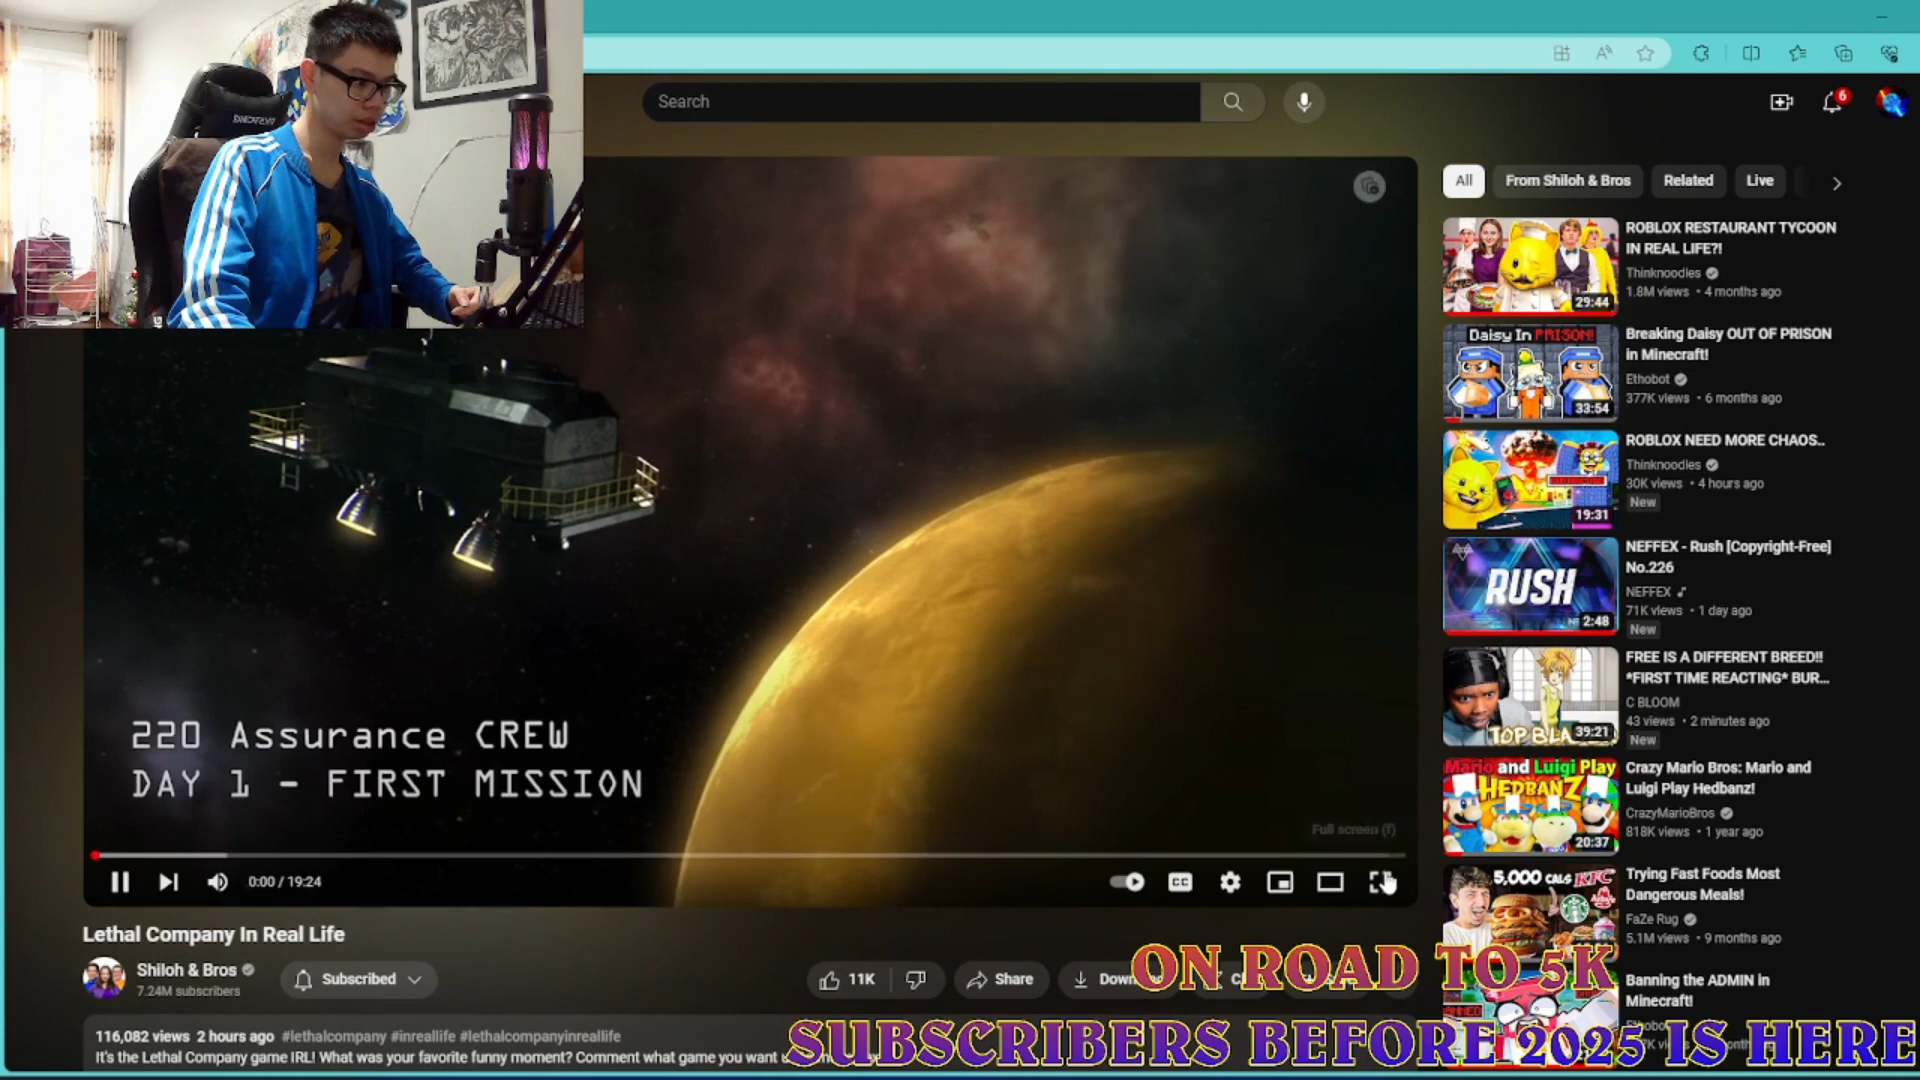 Search
6
All
From Shiloh & Bros
Related
Live
220 Assurance CREW
DAY 1 - FIRST MISSION
Full screen (f)
0:00 / 19:24
CC
Lethal Company In Real Life
Shiloh & Bros
7.24M subscribers
Subscribed
11K
Share
116,082 views 2 hours ago #lethalcompany #inreallife #lethalcompanyinreallife
It's the Lethal Company game IRL! What was your favorite funny moment? Comment what game you want
29:44
ROBLOX RESTAURANT TYCOON
IN REAL LIFE?!
Thinknoodles
1.8M views • 4 months ago
Daisy In PRISON!
33:54
Breaking Daisy OUT OF PRISON
in Minecraft!
Ethobot
377K views • 6 months ago
19:31
ROBLOX NEED MORE CHAOS..
Thinknoodles
30K views • 4 hours ago
New
RUSH
2:48
NEFFEX - Rush [Copyright-Free]
No.226
NEFFEX
71K views • 1 day ago
New
39:21
FREE IS A DIFFERENT BREED!!
*FIRST TIME REACTING* BUR...
C BLOOM
43 views • 2 minutes ago
New
Mario and Luigi Play
HEDBANZ
20:37
Crazy Mario Bros: Mario and
Luigi Play Hedbanz!
CrazyMarioBros
818K views • 1 year ago
5,000 CALS KFC
Trying Fast Foods Most
Dangerous Meals!
FaZe Rug
5.1M views • 9 months ago
Banning the ADMIN in
Minecraft!
ON ROAD TO 5K
SUBSCRIBERS BEFORE 2025 IS HERE